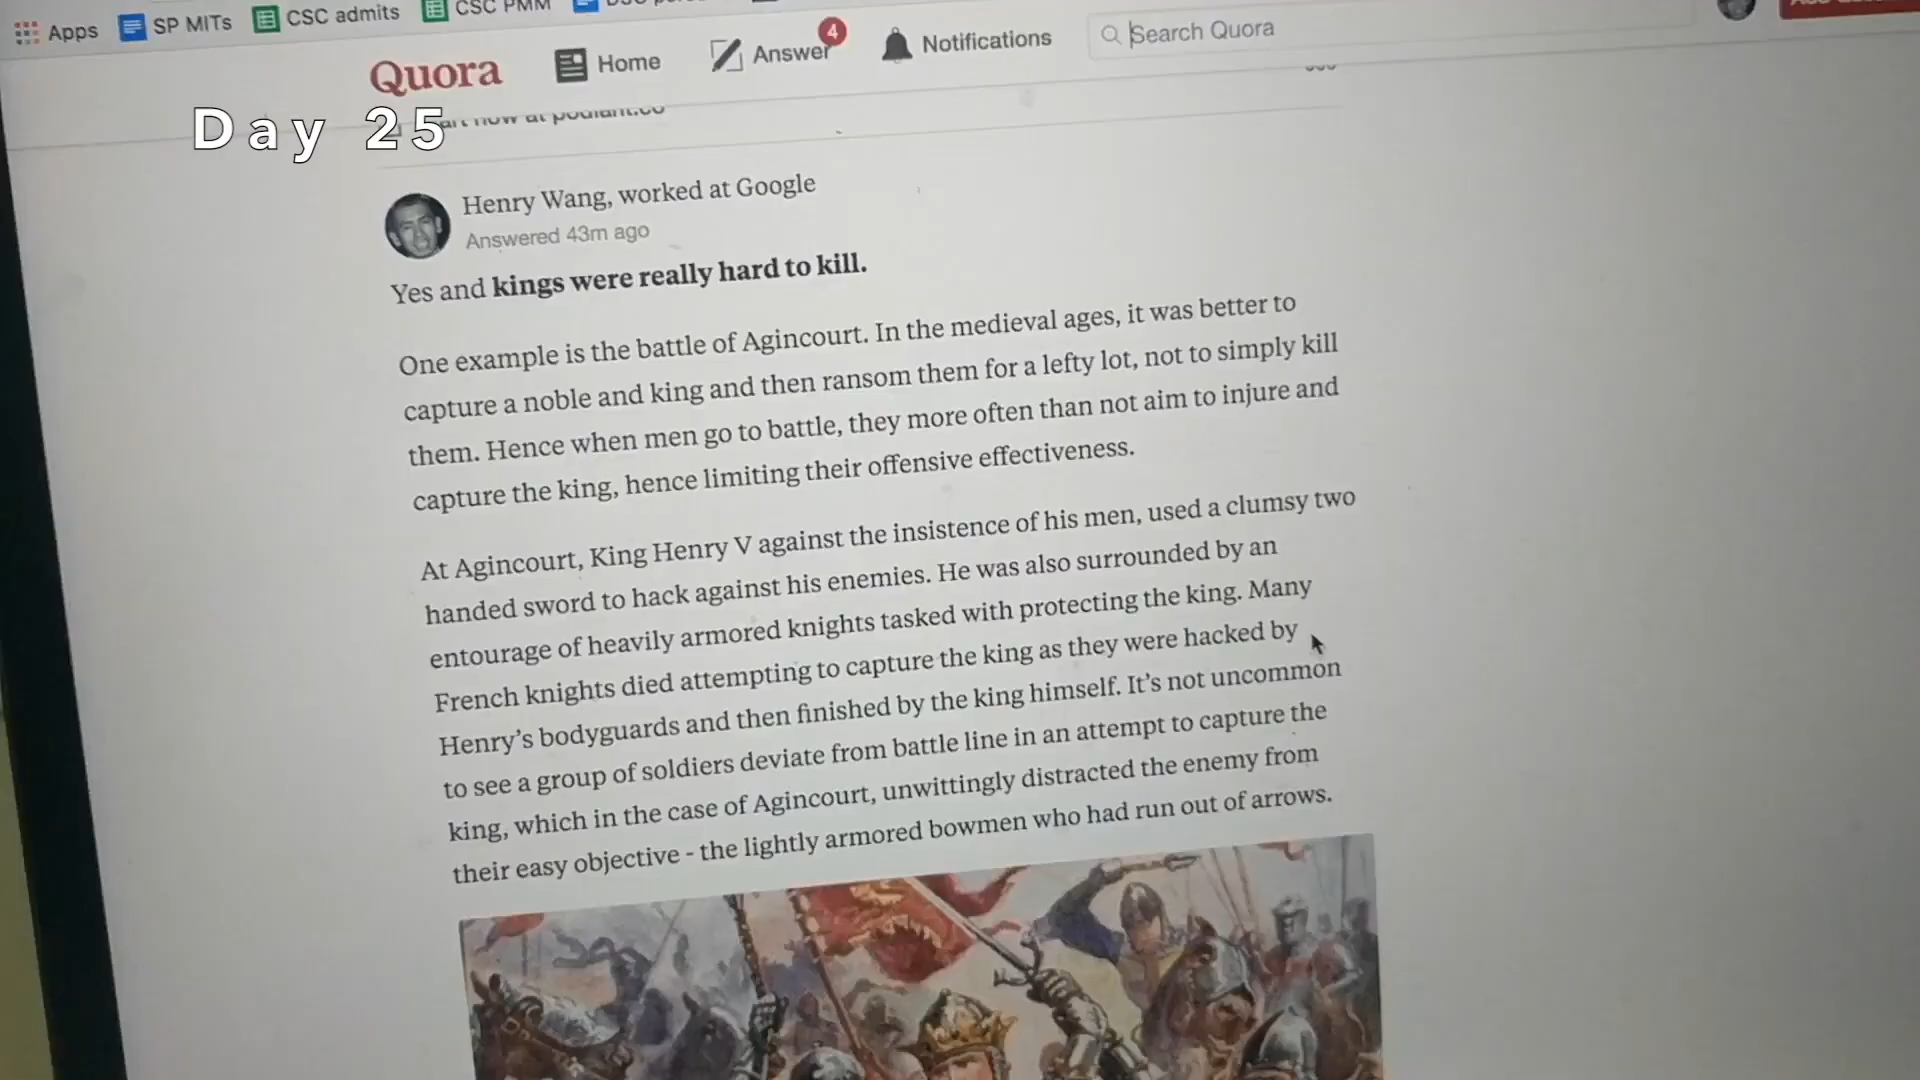 Apps SP MITs CSC admits CSC PMM
Quora Home Answer 4 Notifications Search Quora
Day 25
now at podiant.co
Henry Wang, worked at Google
Answered 43m ago
Yes and kings were really hard to kill.
One example is the battle of Agincourt. In the medieval ages, it was better to
capture a noble and king and then ransom them for a lefty lot, not to simply kill
them. Hence when men go to battle, they more often than not aim to injure and
capture the king, hence limiting their offensive effectiveness.
At Agincourt, King Henry V against the insistence of his men, used a clumsy two
handed sword to hack against his enemies. He was also surrounded by an
entourage of heavily armored knights tasked with protecting the king. Many
French knights died attempting to capture the king as they were hacked by
Henry's bodyguards and then finished by the king himself. It's not uncommon
to see a group of soldiers deviate from battle line in an attempt to capture the
king, which in the case of Agincourt, unwittingly distracted the enemy from
their easy objective - the lightly armored bowmen who had run out of arrows.